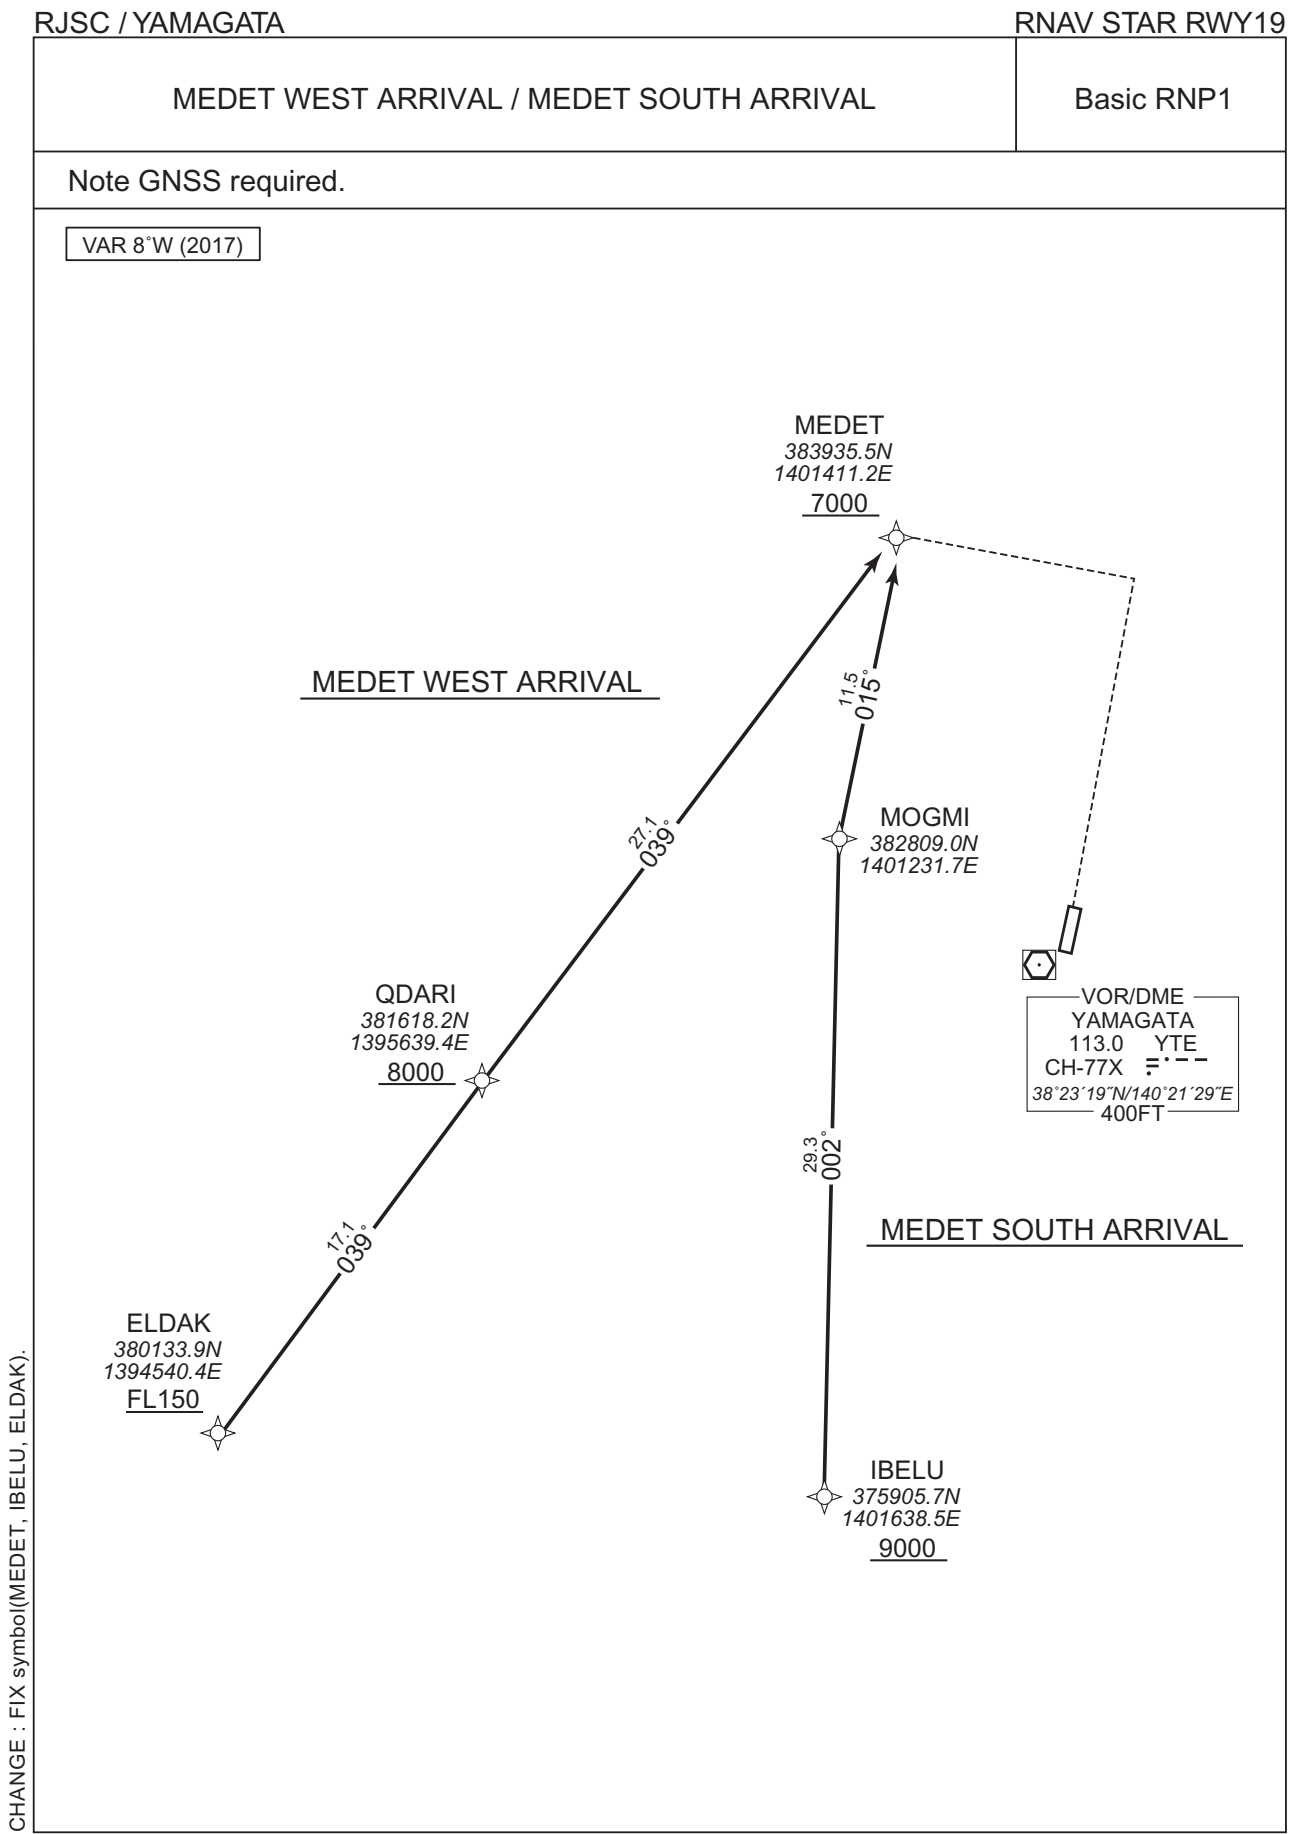 RJSC / YAMAGATA
RNAV STAR RWY19
MEDET WEST ARRIVAL / MEDET SOUTH ARRIVAL
Basic RNP1
Note GNSS required.
VAR 8˚W (2017)
MEDET
383935.5N
1401411.2E
7000
MEDET WEST ARRIVAL
11.5
015˚
MOGMI
382809.0N
1401231.7E
27.1
039˚
QDARI
381618.2N
1395639.4E
8000
VOR/DME
YAMAGATA
113.0 YTE
CH-77X
38˚23´19˝N/140˚21´29˝E
400FT
29.3
002˚
MEDET SOUTH ARRIVAL
17.1
039˚
ELDAK
380133.9N
1394540.4E
FL150
IBELU
375905.7N
1401638.5E
9000
CHANGE : FIX symbol(MEDET, IBELU, ELDAK).